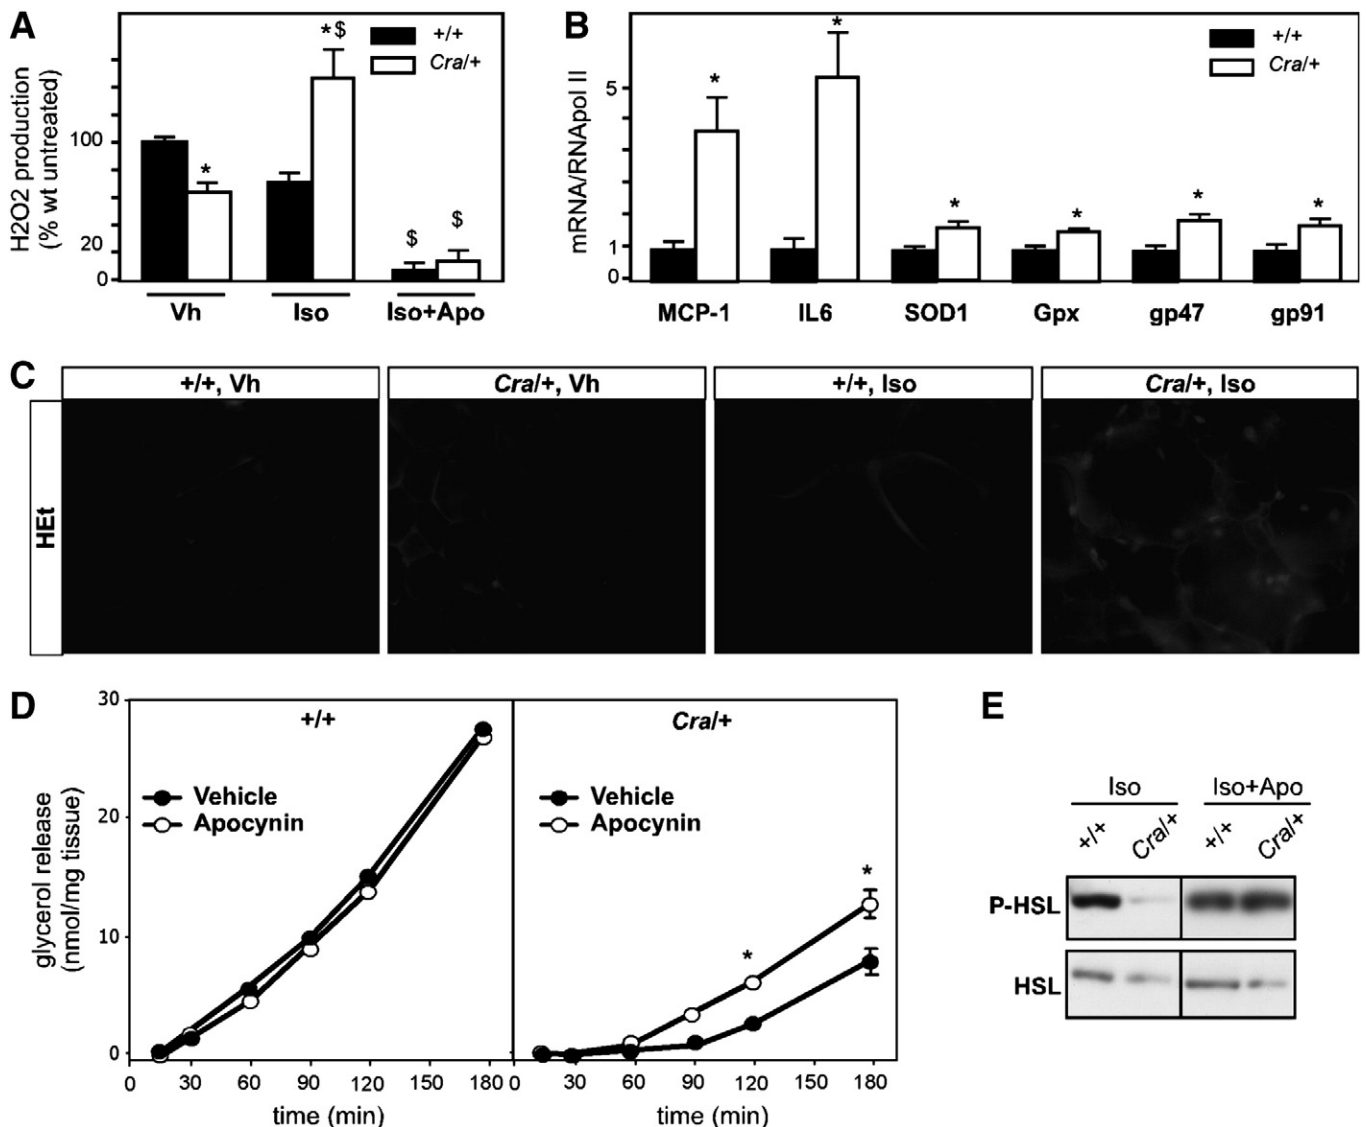 A
H2O2 production
(% wt untreated)
100
20
0
* *$ $ $
+/+
Cra/+
Vh Iso Iso+Apo
B
mRNA/RNApol II
5
1
0
* * * * * *
+/+
Cra/+
MCP-1 IL6 SOD1 Gpx gp47 gp91
C
+/+, Vh Cra/+, Vh +/+, Iso Cra/+, Iso
HEt
D
glycerol release
(nmol/mg tissue)
30
20
10
0
+/+
Vehicle
Apocynin
0 30 60 90 120 150 180
time (min)
Cra/+
Vehicle
Apocynin
* *
0 30 60 90 120 150 180
time (min)
E
Iso Iso+Apo
+/+ Cra/+ +/+ Cra/+
P-HSL
HSL